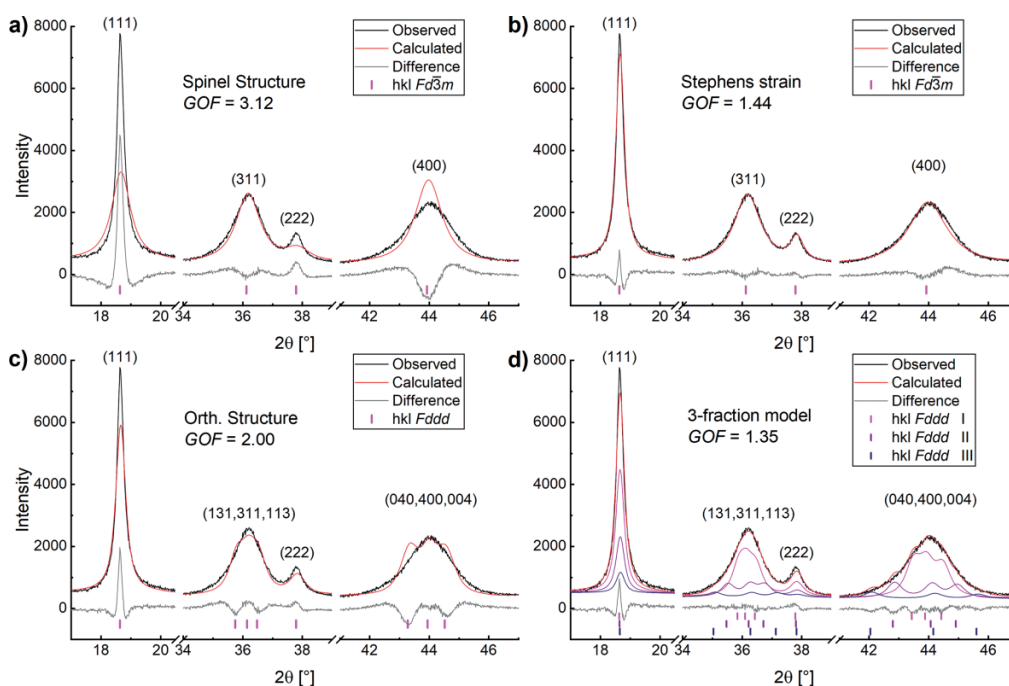 a)
(111)
8000
6000
4000
2000
0
Intensity
Spinel Structure
GOF = 3.12
Observed
Calculated
Difference
hkl Fd3̅m
(311)
(222)
(400)
18 20 34 36 38 42 44 46
2θ [°]
b)
(111)
8000
6000
4000
2000
0
Stephens strain
GOF = 1.44
Observed
Calculated
Difference
hkl Fd3̅m
(311)
(222)
(400)
18 20 34 36 38 42 44 46
2θ [°]
c)
(111)
8000
6000
4000
2000
0
Intensity
Orth. Structure
GOF = 2.00
Observed
Calculated
Difference
hkl Fddd
(131,311,113)
(222)
(040,400,004)
18 20 34 36 38 42 44 46
2θ [°]
d)
(111)
8000
6000
4000
2000
0
3-fraction model
GOF = 1.35
Observed
Calculated
Difference
hkl Fddd I
hkl Fddd II
hkl Fddd III
(131,311,113)
(222)
(040,400,004)
18 20 34 36 38 42 44 46
2θ [°]